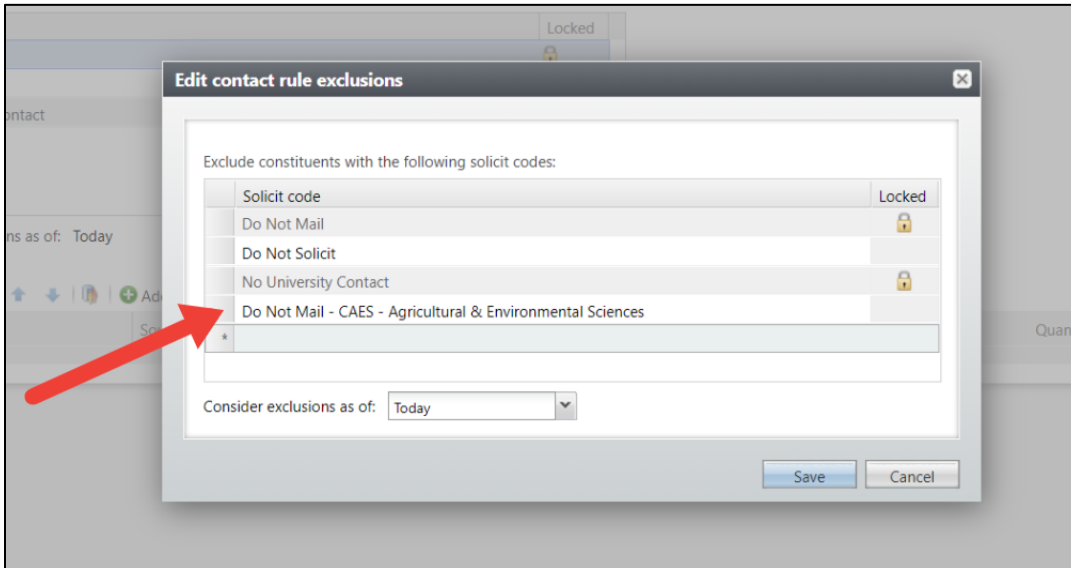 Locked
Edit contact rule exclusions
Exclude constituents with the following solicit codes:
Solicit code Locked
Do Not Mail
Do Not Solicit
No University Contact
Do Not Mail - CAES - Agricultural & Environmental Sciences
*
Consider exclusions as of: Today
Save Cancel
ontact
ns as of: Today
Ad
So
Quan